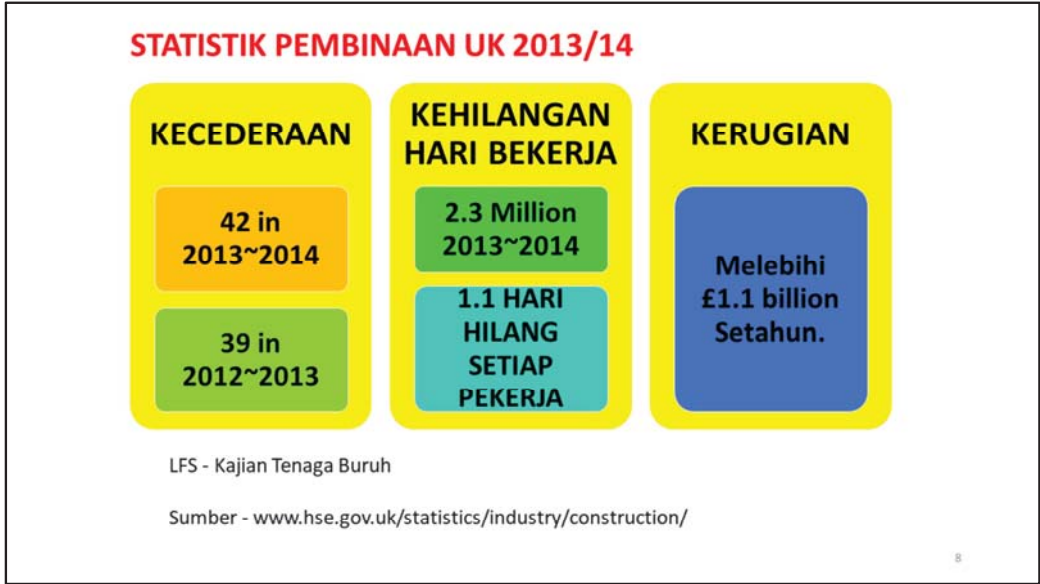 STATISTIK PEMBINAAN UK 2013/14
KECEDERAAN
42 in
2013~2014
39 in
2012~2013
KEHILANGAN
HARI BEKERJA
2.3 Million
2013~2014
1.1 HARI
HILANG
SETIAP
PEKERJA
KERUGIAN
Melebihi
£1.1 billion
Setahun.
LFS - Kajian Tenaga Buruh
Sumber - www.hse.gov.uk/statistics/industry/construction/
8